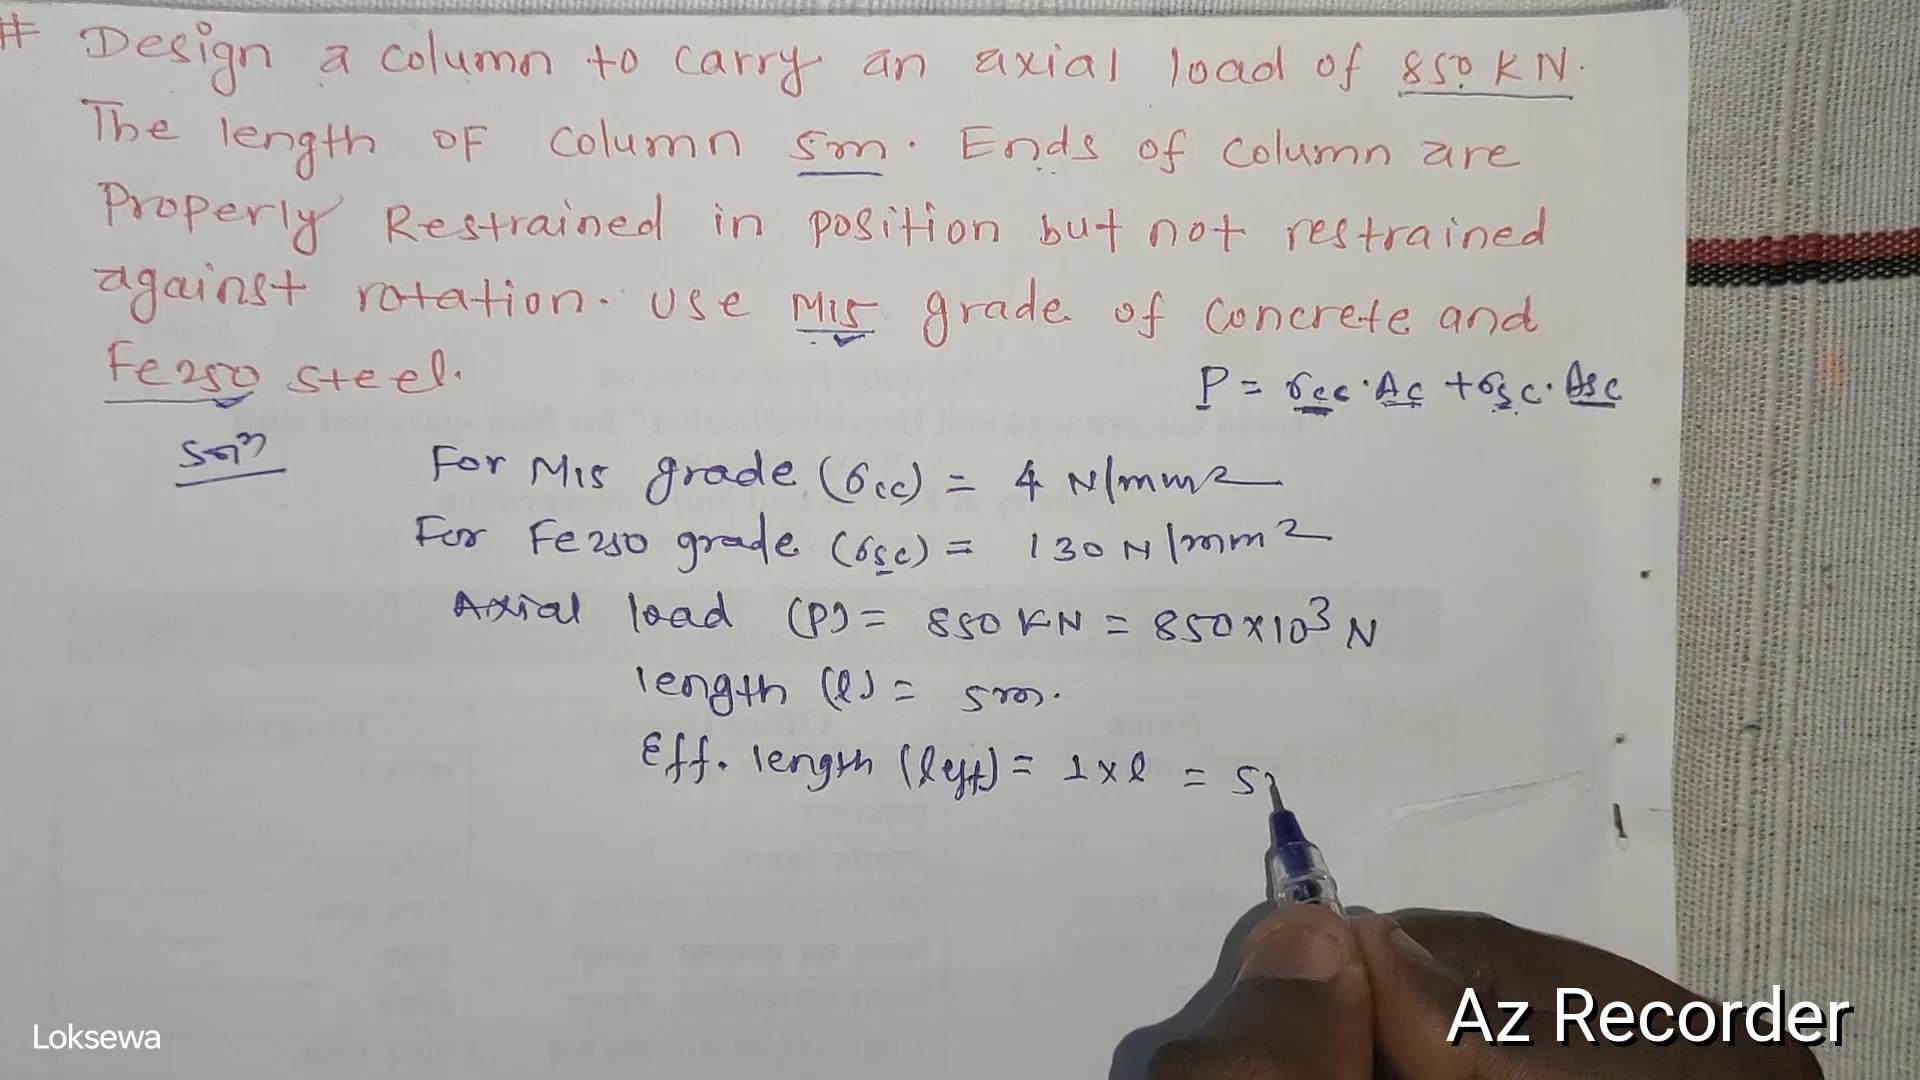 # Design a column to carry an axial load of 850 KN.
The length of column 5m. Ends of column are
Properly Restrained in position but not restrained
against rotation. use M15 grade of concrete and
Fe250 steel.
P = σcc·Ac + σsc·Asc
Solⁿ
For M15 grade (σcc) = 4 N/mm²
For Fe250 grade (σsc) = 130 N/mm²
Axial load (P) = 850 KN = 850×10³ N
length (l) = 5m.
Eff. length (leff) = 1×l = 5
Loksewa
Az Recorder